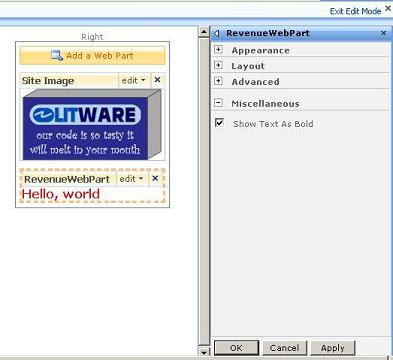 Exit Edit Mode
Right
Add a Web Part
Site Image edit
LITWARE
our code is so tasty it
will melt in your mouth
RevenueWebPart edit
Hello, world
RevenueWebPart
Appearance
Layout
Advanced
Miscellaneous
Show Text As Bold
OK Cancel Apply